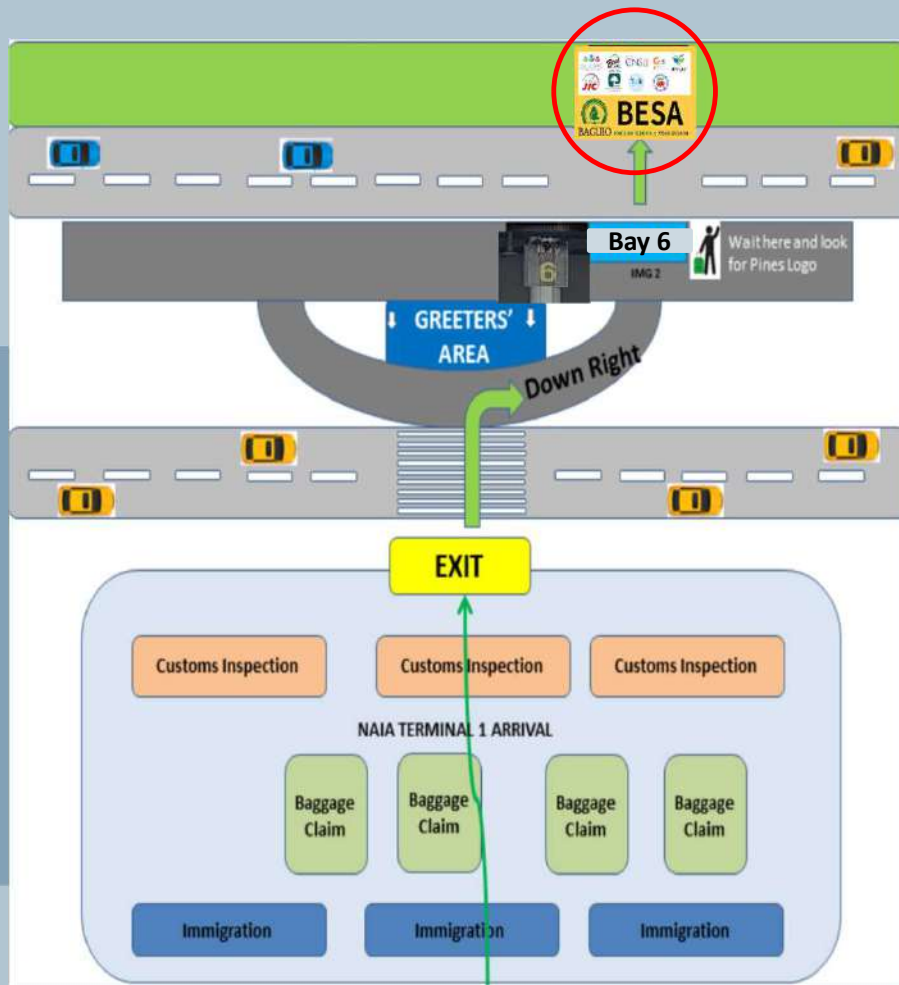 BESA
BAGUIO
6
Bay 6
IMG 2
Wait here and look
for Pines Logo
GREETERS'
AREA
Down Right
EXIT
Customs Inspection
Customs Inspection
Customs Inspection
NAIA TERMINAL 1 ARRIVAL
Baggage
Claim
Baggage
Claim
Baggage
Claim
Baggage
Claim
Immigration
Immigration
Immigration